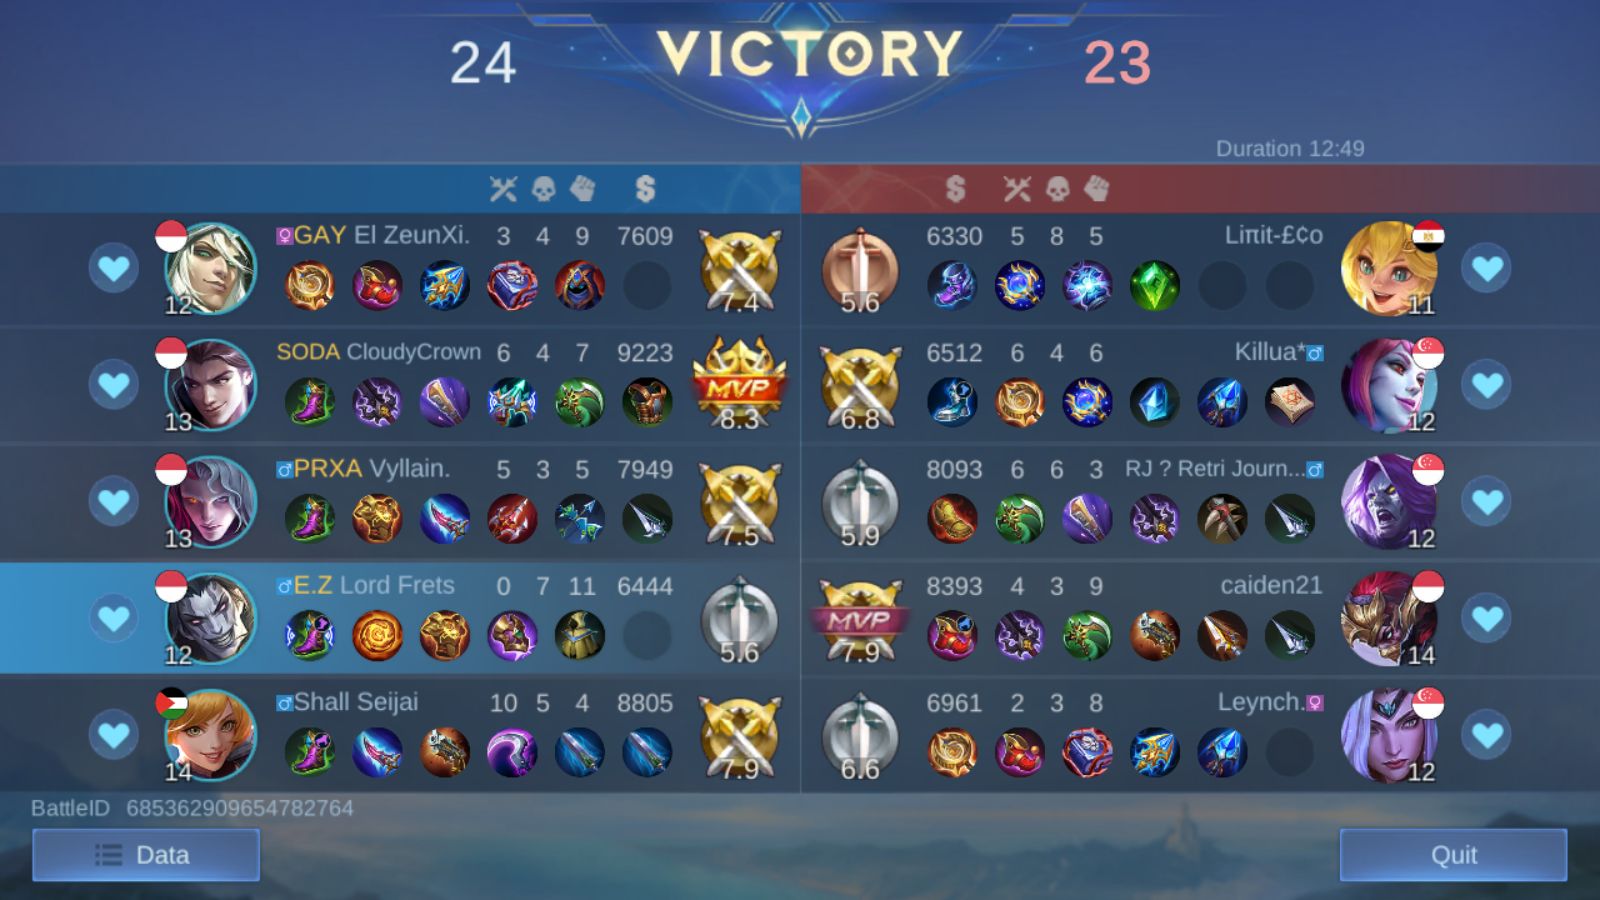 24 VICTORY 23
Duration 12:49
GAY El ZeunXi. 3 4 9 7609
12 7.4
6330 5 8 5 Liπit-£¢o
5.6 11
SODA CloudyCrown 6 4 7 9223
MVP
13 8.3
6512 6 4 6 Killua*
6.8 12
PRXA Vyllain. 5 3 5 7949
13 7.5
8093 6 6 3 RJ ? Retri Journ...
5.9 12
E.Z Lord Frets 0 7 11 6444
12 5.6
8393 4 3 9 caiden21
MVP
7.9 14
Shall Seijai 10 5 4 8805
14 7.9
6961 2 3 8 Leynch.
6.6 12
BattleID 685362909654782764
Data
Quit